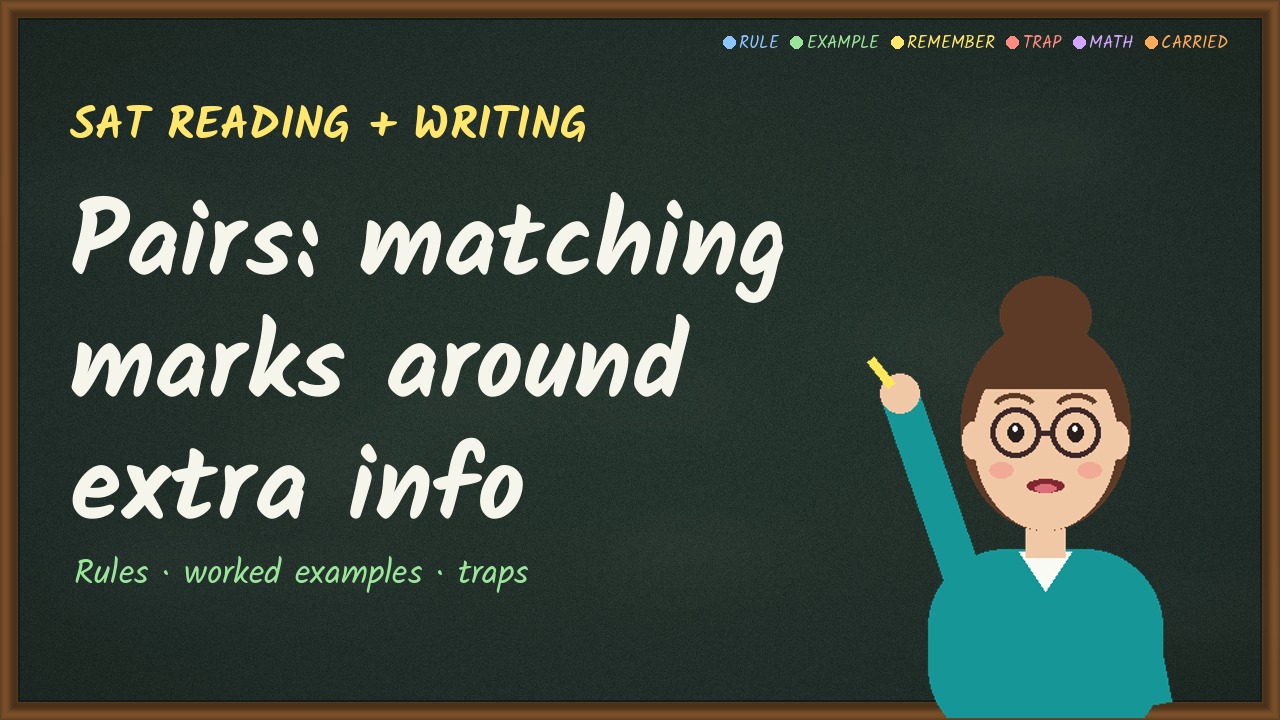 RULE EXAMPLE REMEMBER TRAP MATH CARRIED
SAT READING + WRITING
Pairs: matching
marks around
extra info
Rules · worked examples · traps